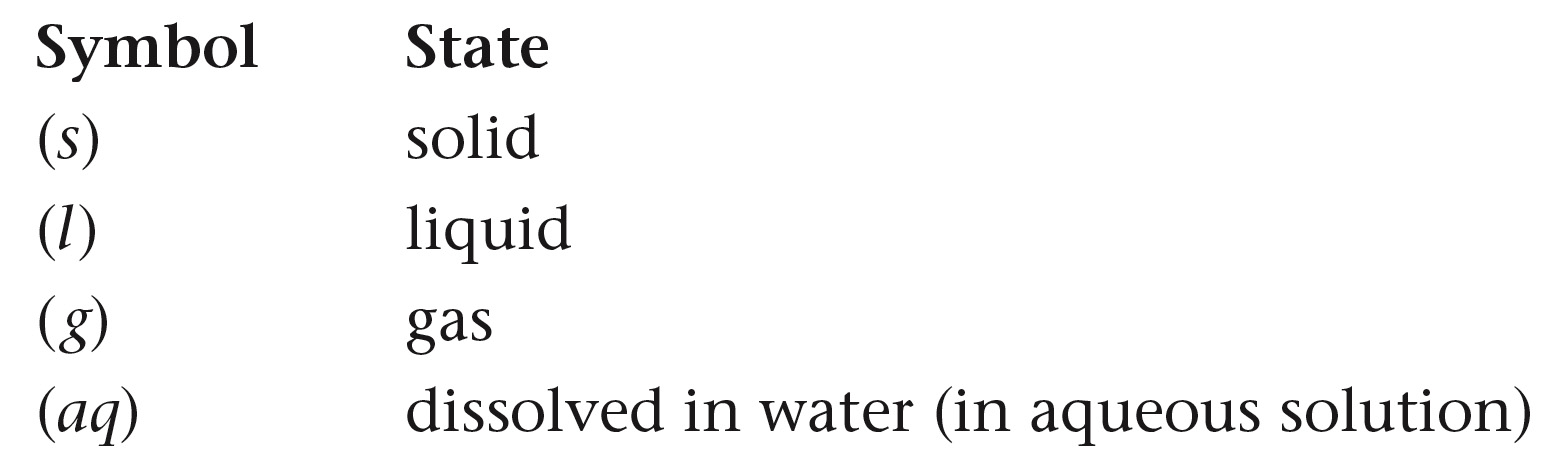 Symbol State
(s) solid
(l) liquid
(g) gas
(aq) dissolved in water (in aqueous solution)